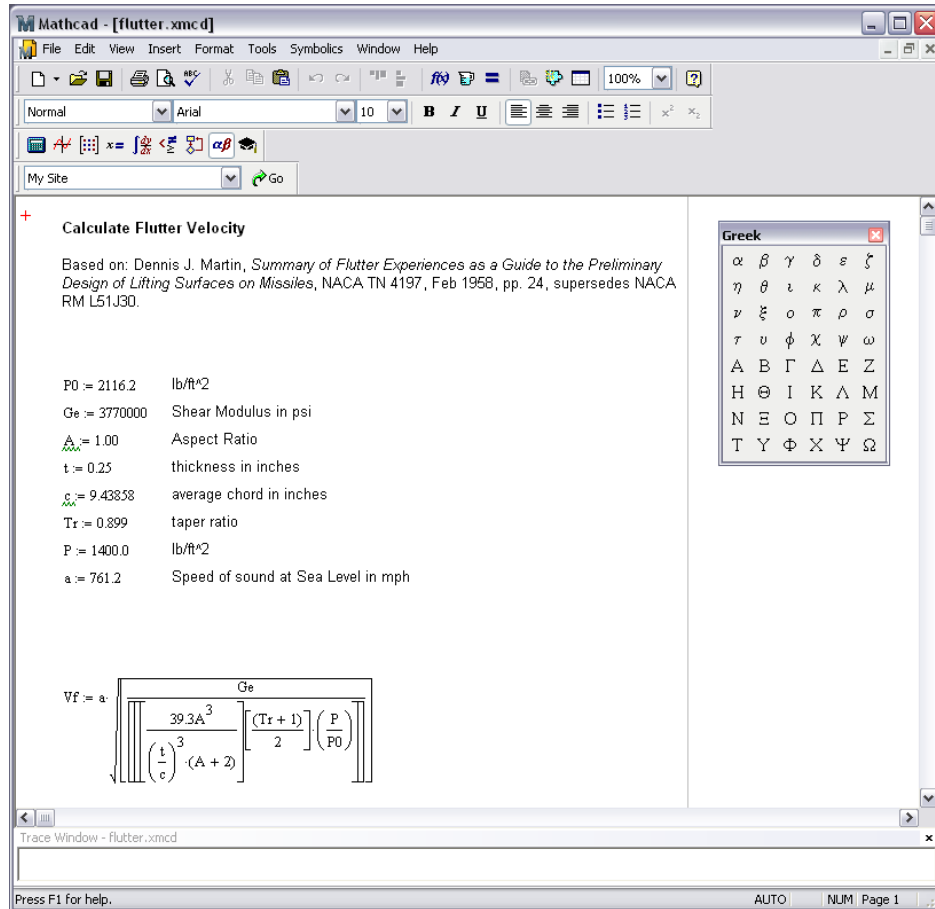 Mathcad - [flutter.xmcd]
File Edit View Insert Format Tools Symbolics Window Help
100%
Normal Arial 10 B I U
My Site Go
Calculate Flutter Velocity
Based on: Dennis J. Martin, Summary of Flutter Experiences as a Guide to the Preliminary
Design of Lifting Surfaces on Missiles, NACA TN 4197, Feb 1958, pp. 24, supersedes NACA
RM L51J30.
P0 := 2116.2 lb/ft^2
Ge := 3770000 Shear Modulus in psi
A := 1.00 Aspect Ratio
t := 0.25 thickness in inches
c := 9.43858 average chord in inches
Tr := 0.899 taper ratio
P := 1400.0 lb/ft^2
a := 761.2 Speed of sound at Sea Level in mph
Vf := a· √[Ge / [[[39.3A^3 / ((t/c)^3 ·(A + 2))] [(Tr + 1)/2]·(P/P0)]]]
Greek
α β γ δ ε ζ
η θ ι κ λ μ
ν ξ ο π ρ σ
τ υ ϕ χ ψ ω
Α Β Γ Δ Ε Ζ
Η Θ Ι Κ Λ Μ
Ν Ξ Ο Π Ρ Σ
Τ Υ Φ Χ Ψ Ω
Trace Window - flutter.xmcd
Press F1 for help. AUTO NUM Page 1